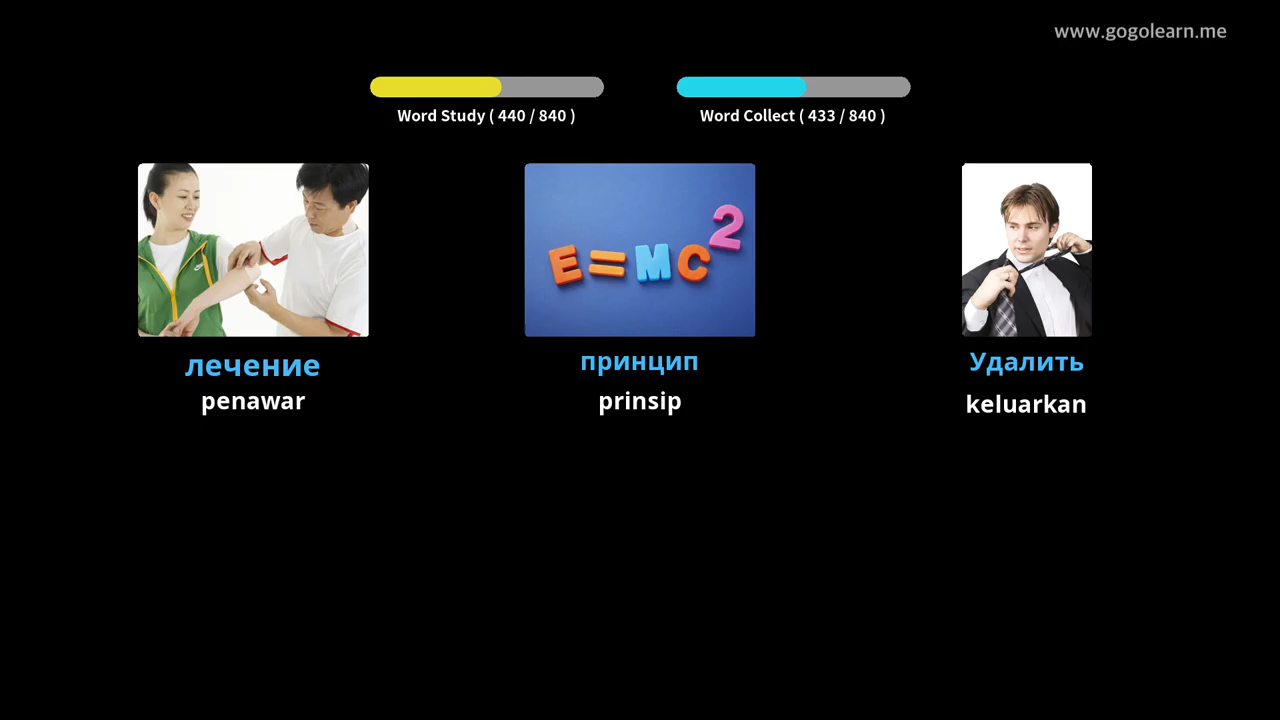 www.gogolearn.me
Word Study ( 440 / 840 )
Word Collect ( 433 / 840 )
E=MC2
лечение
принцип
Удалить
penawar
prinsip
keluarkan